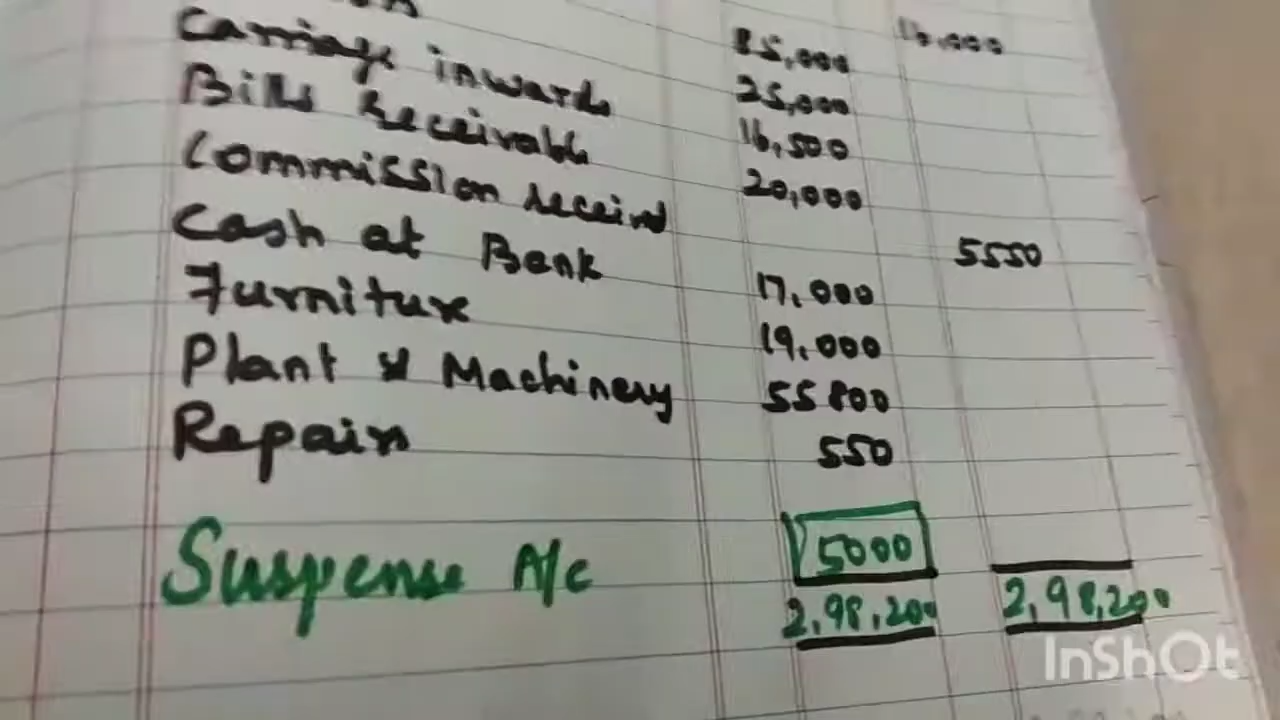 85,000
25,000
Carriage inwards 16,500
Bills receivable 20,000
Commission received 5550
Cash at Bank 17,000
Furniture 19,000
Plant & Machinery 55800
Repairs 550
Suspense A/c 5000
2,98,200 2,98,200
InShOt